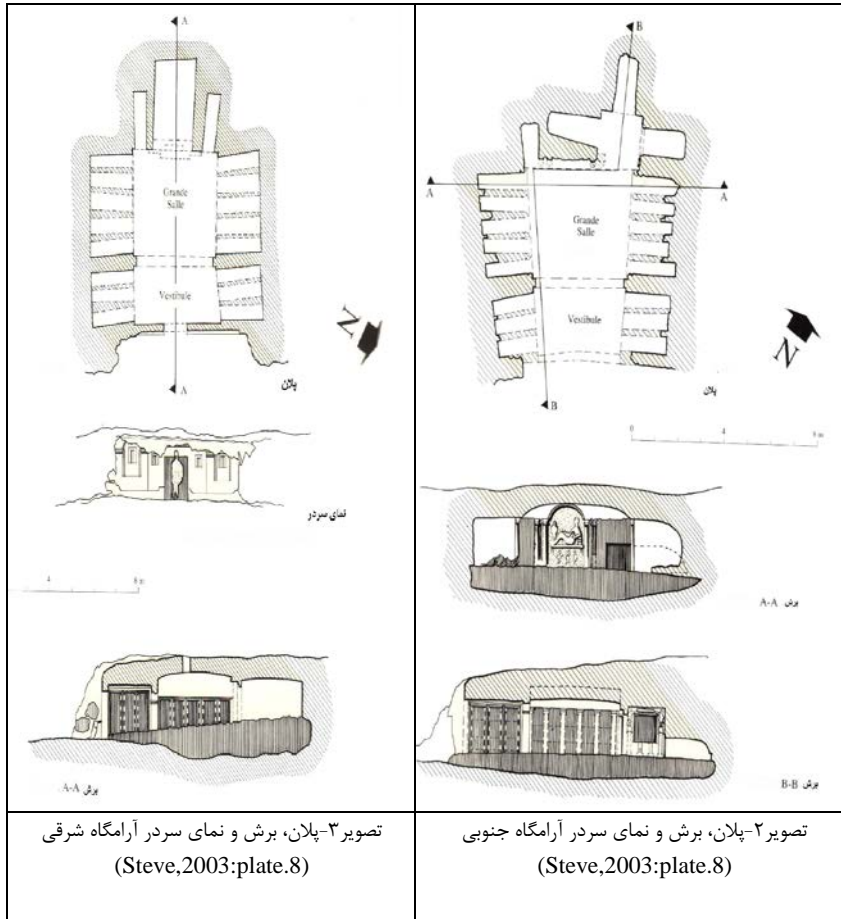 B
Grande
Salle
A
A
Vestibule
B
N
پلان
0 4 8 m
برش A-A
برش B-B
تصویر۲-پلان، برش و نمای سردر آرامگاه جنوبی
(Steve,2003:plate.8)
A
Grande
Salle
Vestibule
A
N
پلان
نمای سردر
4 8 m
برش A-A
تصویر۳-پلان، برش و نمای سردر آرامگاه شرقی
(Steve,2003:plate.8)